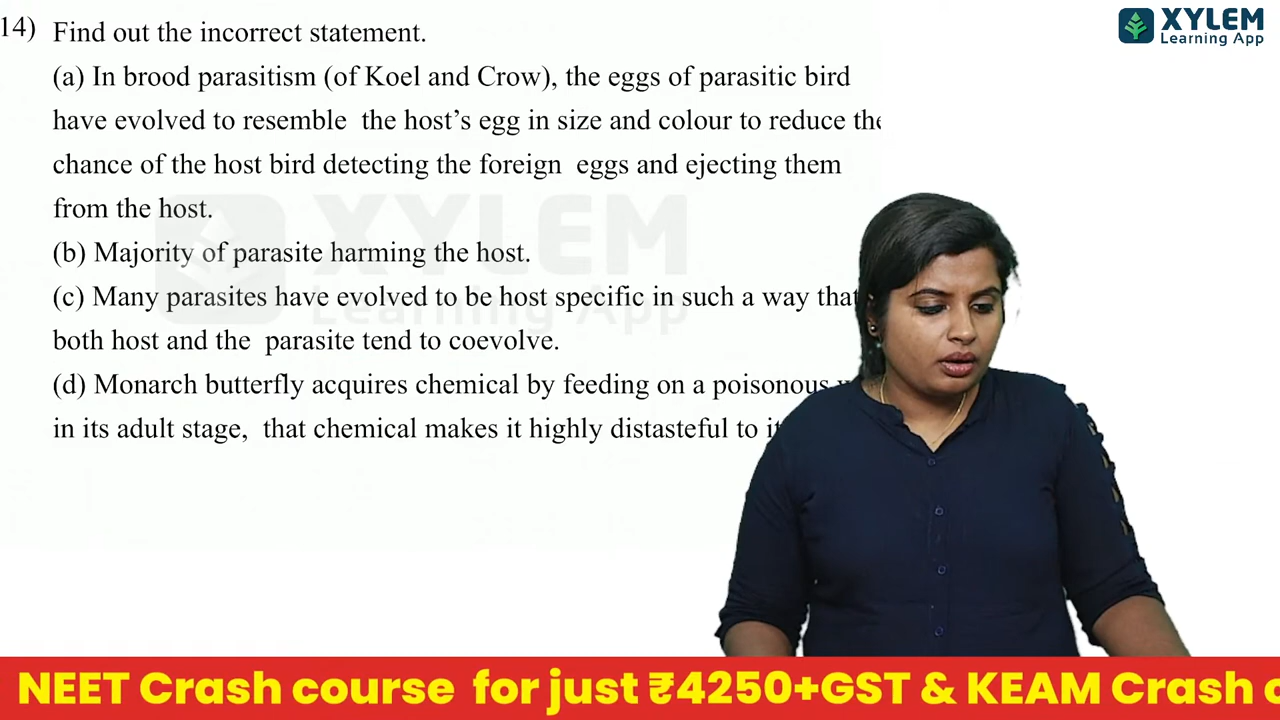 XYLEM
Learning App
14) Find out the incorrect statement.
(a) In brood parasitism (of Koel and Crow), the eggs of parasitic bird
have evolved to resemble the host’s egg in size and colour to reduce the
chance of the host bird detecting the foreign eggs and ejecting them
from the host.
(b) Majority of parasite harming the host.
(c) Many parasites have evolved to be host specific in such a way that
both host and the parasite tend to coevolve.
(d) Monarch butterfly acquires chemical by feeding on a poisonous
in its adult stage, that chemical makes it highly distasteful to
XYLEM
Learning App
NEET Crash course for just ₹4250+GST & KEAM Crash